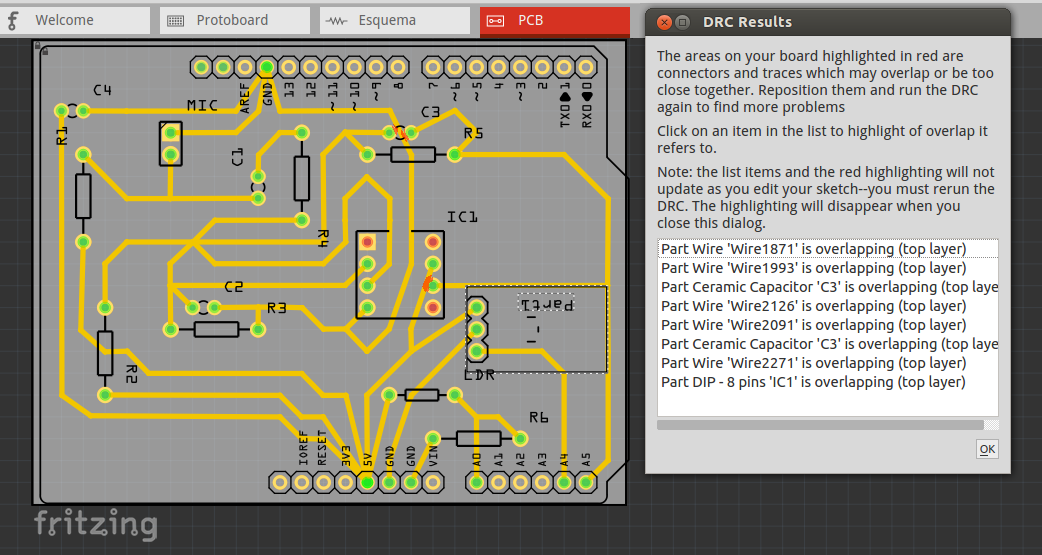 Welcome
Protoboard
Esquema
PCB
DRC Results
The areas on your board highlighted in red are
connectors and traces which may overlap or be too
close together. Reposition them and run the DRC
again to find more problems
Click on an item in the list to highlight of overlap it
refers to.
Note: the list items and the red highlighting will not
update as you edit your sketch--you must rerun the
DRC. The highlighting will disappear when you
close this dialog.
Part Wire 'Wire1871' is overlapping (top layer)
Part Wire 'Wire1993' is overlapping (top layer)
Part Ceramic Capacitor 'C3' is overlapping (top laye
Part Wire 'Wire2126' is overlapping (top layer)
Part Wire 'Wire2091' is overlapping (top layer)
Part Ceramic Capacitor 'C3' is overlapping (top laye
Part Wire 'Wire2271' is overlapping (top layer)
Part DIP - 8 pins 'IC1' is overlapping (top layer)
OK
AREF
GND
13
12
~11
~10
~9
8
7
~6
~5
4
~3
2
TX0 1
RX0 0
C4
R1
MIC
C1
C3
R5
R4
IC1
C2
R3
Part1
R2
LDR
R6
IOREF
RESET
3V3
5V
GND
GND
VIN
A0
A1
A2
A3
A4
A5
fritzing